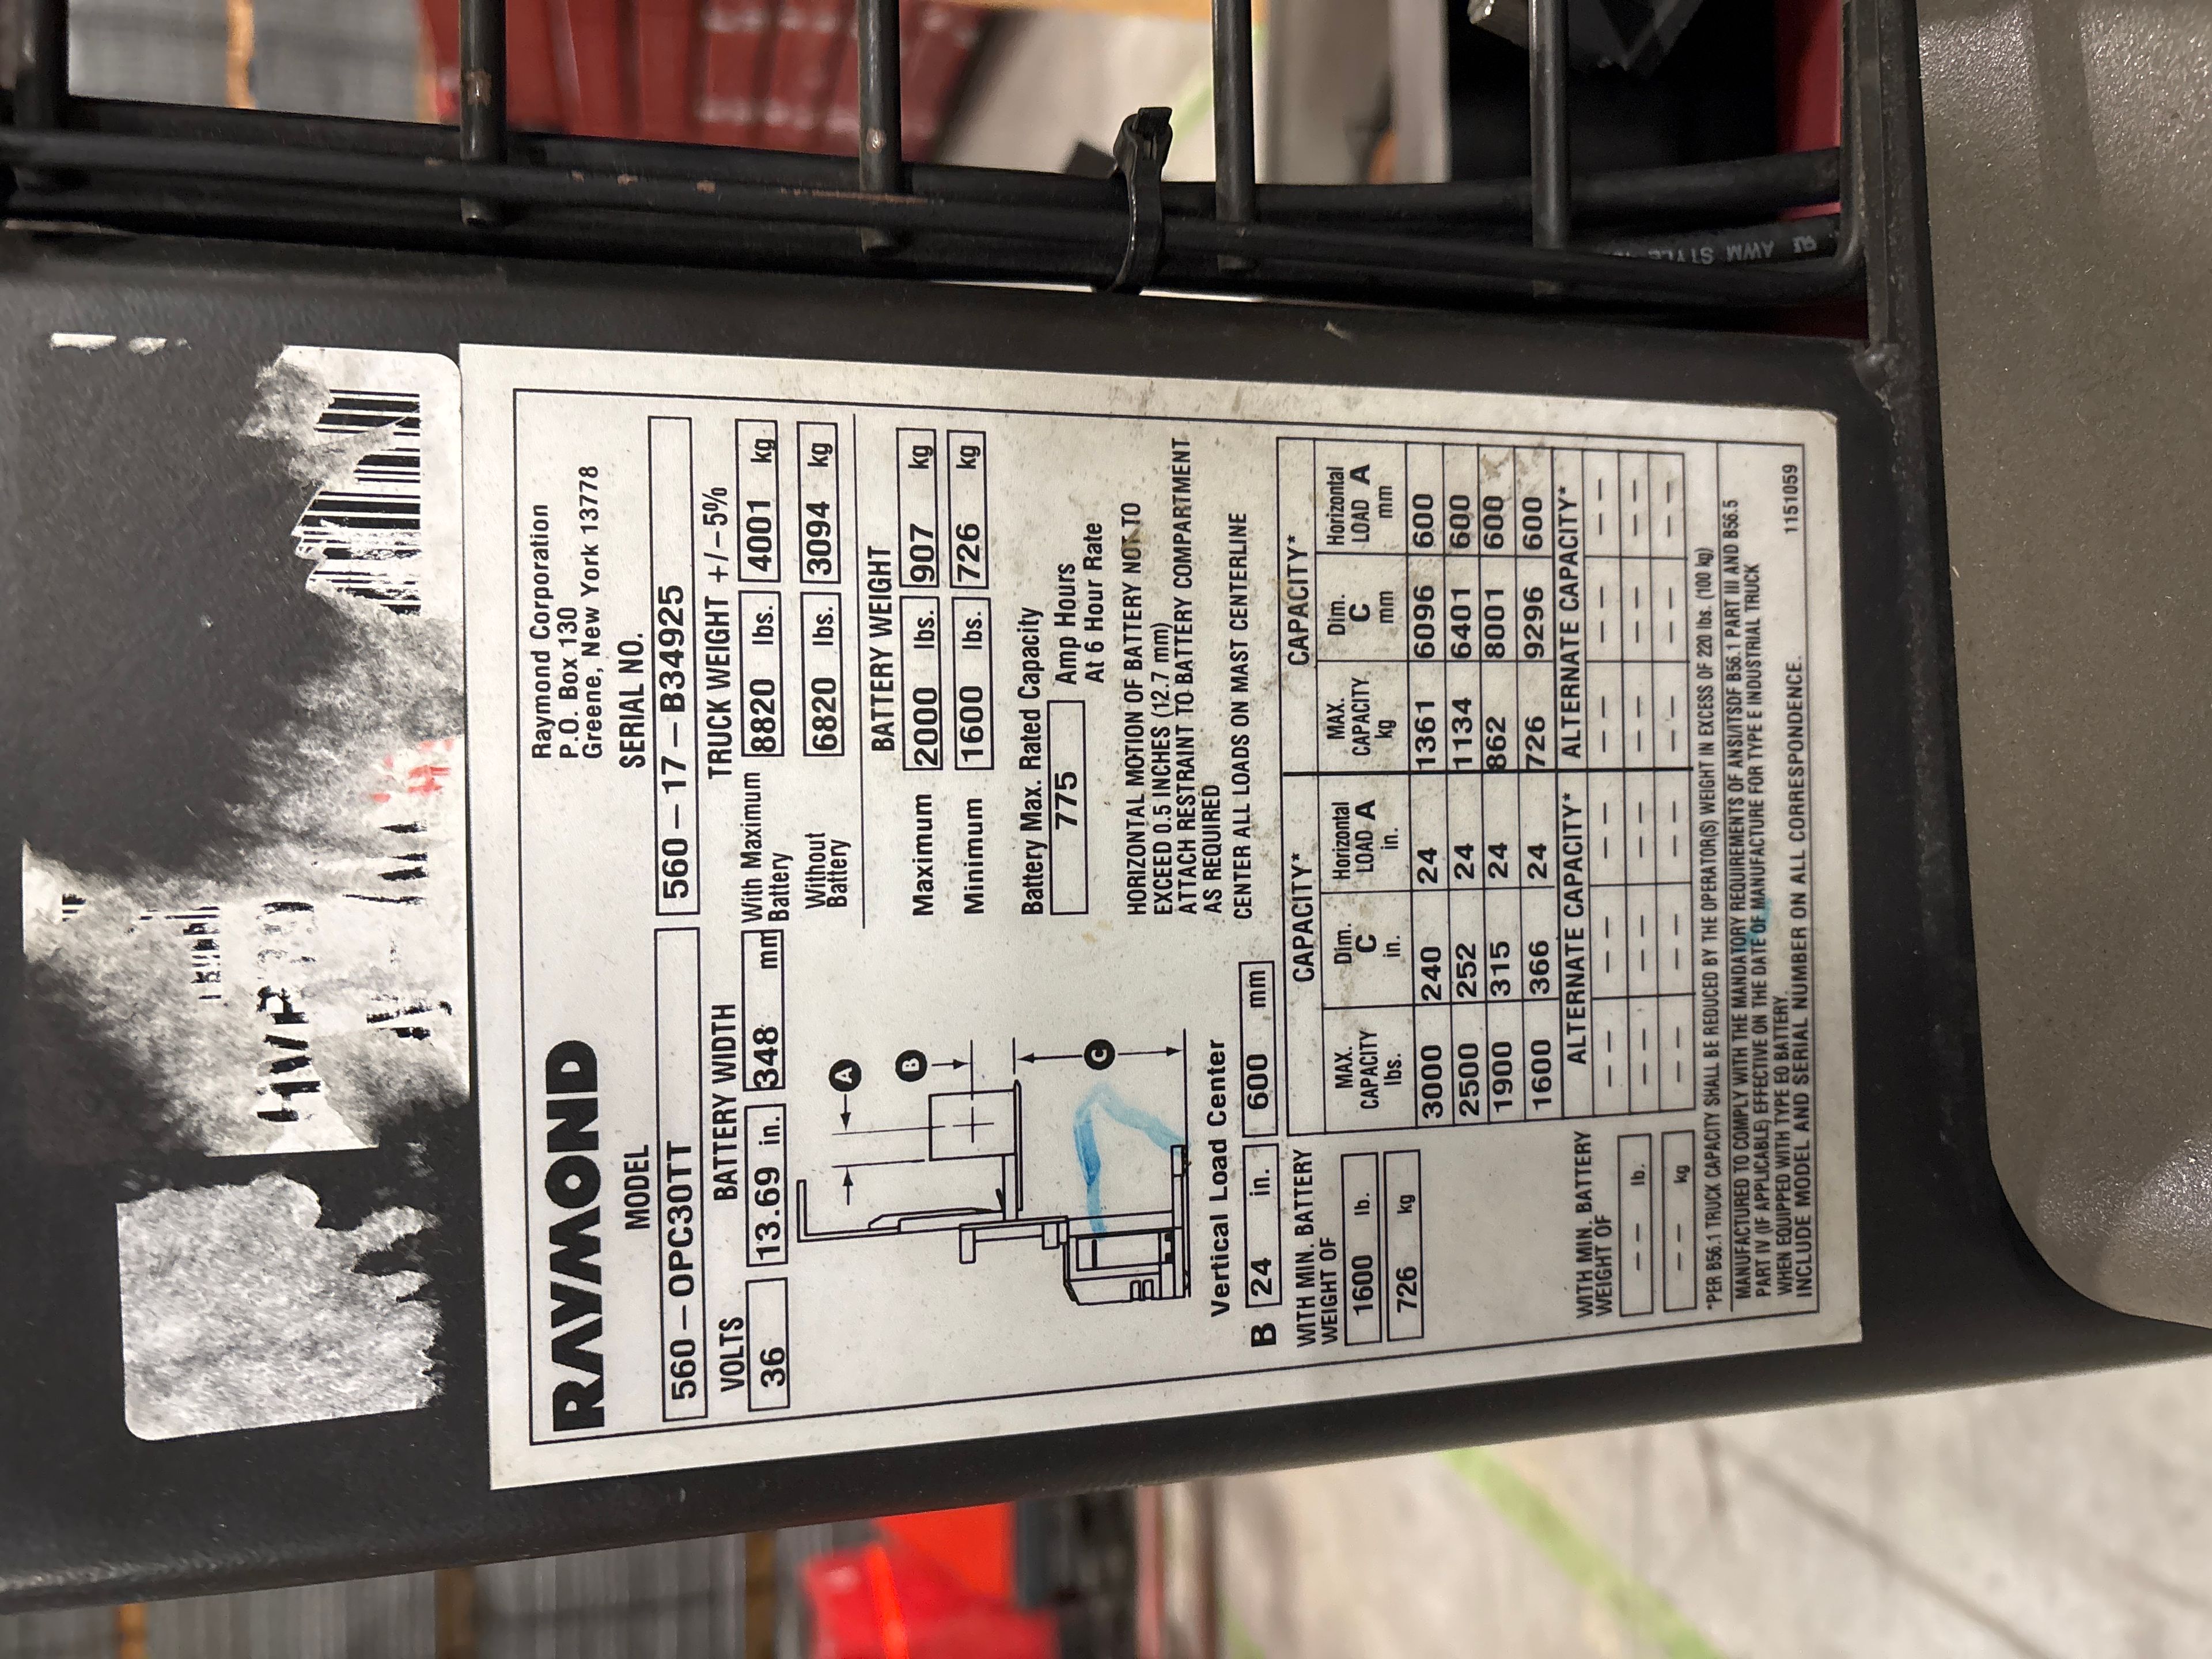 RAYMOND
Raymond Corporation
P.O. Box 130
Greene, New York 13778
MODEL
SERIAL NO.
560-OPC30TT
560-17-B34925
VOLTS
BATTERY WIDTH
TRUCK WEIGHT +/-5%
36
13.69 in.
348 mm
With Maximum Battery
8820 lbs.
4001 kg
Without Battery
6820 lbs.
3094 kg
BATTERY WEIGHT
Maximum
2000 lbs.
907 kg
Minimum
1600 lbs.
726 kg
A
B
C
Battery Max. Rated Capacity
775
Amp Hours
At 6 Hour Rate
HORIZONTAL MOTION OF BATTERY NOT TO
EXCEED 0.5 INCHES (12.7 mm)
ATTACH RESTRAINT TO BATTERY COMPARTMENT
AS REQUIRED
CENTER ALL LOADS ON MAST CENTERLINE
Vertical Load Center
B 24 in. 600 mm
WITH MIN. BATTERY
WEIGHT OF
1600 lb.
726 kg
CAPACITY* CAPACITY*
MAX. CAPACITY lbs. Dim. C in. Horizontal LOAD A in. MAX. CAPACITY kg Dim. C mm Horizontal LOAD A mm
3000 240 24 1361 6096 600
2500 252 24 1134 6401 600
1900 315 24 862 8001 600
1600 366 24 726 9296 600
ALTERNATE CAPACITY* ALTERNATE CAPACITY*
-- -- -- -- -- --
-- -- -- -- -- --
-- -- -- -- -- --
WITH MIN. BATTERY
WEIGHT OF
-- lb.
-- kg
*PER B56.1 TRUCK CAPACITY SHALL BE REDUCED BY THE OPERATOR(S) WEIGHT IN EXCESS OF 220 lbs. (100 kg)
MANUFACTURED TO COMPLY WITH THE MANDATORY REQUIREMENTS OF ANSI/ITSDF B56.1 PART III AND B56.5
PART IV (IF APPLICABLE) EFFECTIVE ON THE DATE OF MANUFACTURE FOR TYPE E INDUSTRIAL TRUCK
WHEN EQUIPPED WITH TYPE EO BATTERY.
INCLUDE MODEL AND SERIAL NUMBER ON ALL CORRESPONDENCE.
1151059
AWM